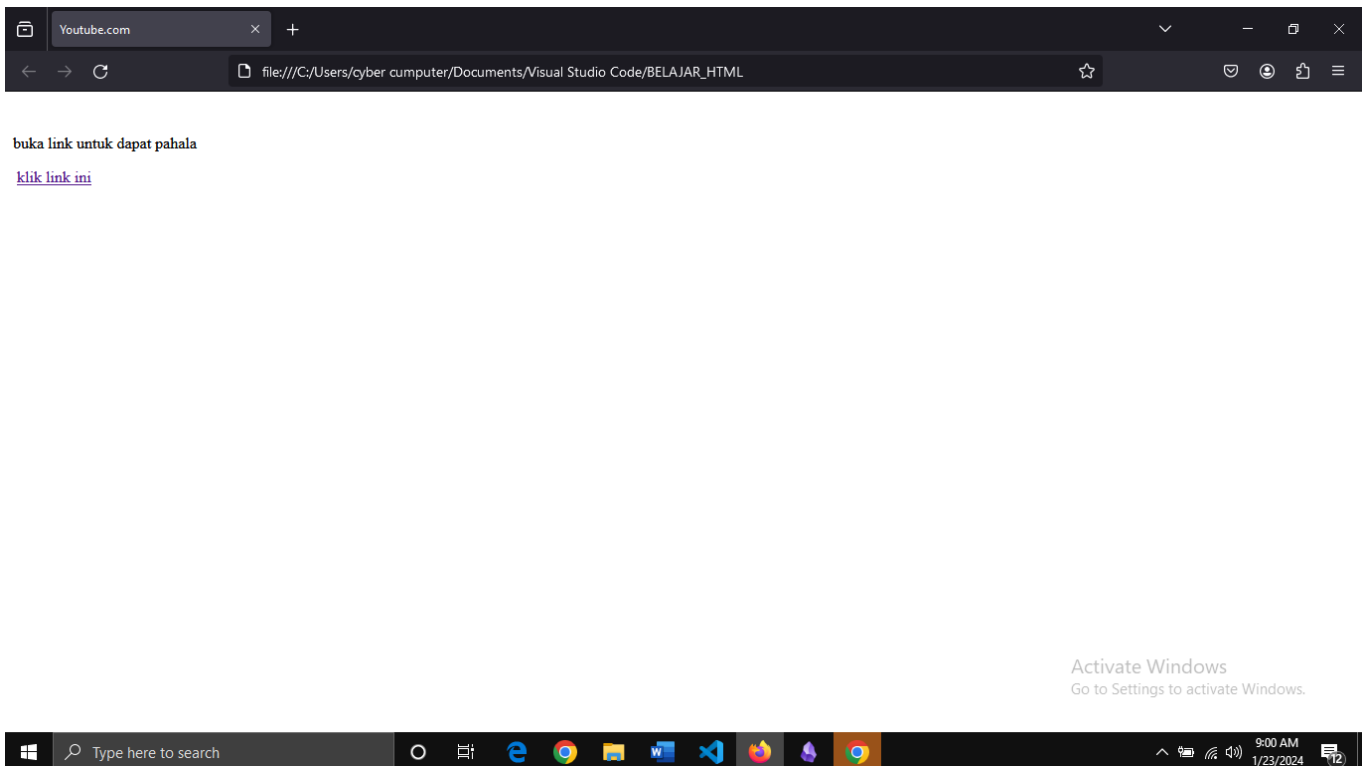 Youtube.com
file:///C:/Users/cyber cumputer/Documents/Visual Studio Code/BELAJAR_HTML
buka link untuk dapat pahala
klik link ini
Activate Windows
Go to Settings to activate Windows.
Type here to search
9:00 AM
1/23/2024
12